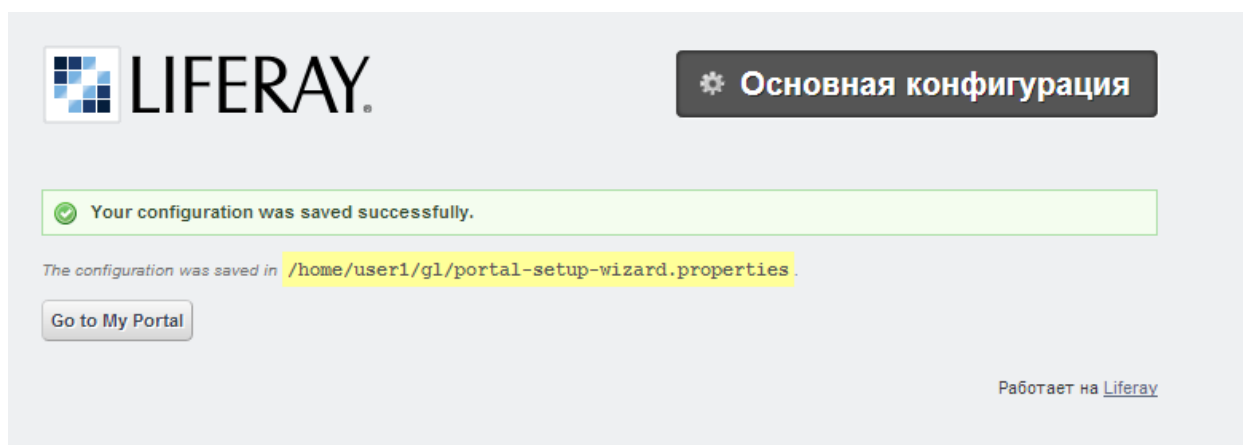 LIFERAY.
Основная конфигурация
Your configuration was saved successfully.
The configuration was saved in /home/user1/gl/portal-setup-wizard.properties .
Go to My Portal
Работает на Liferay